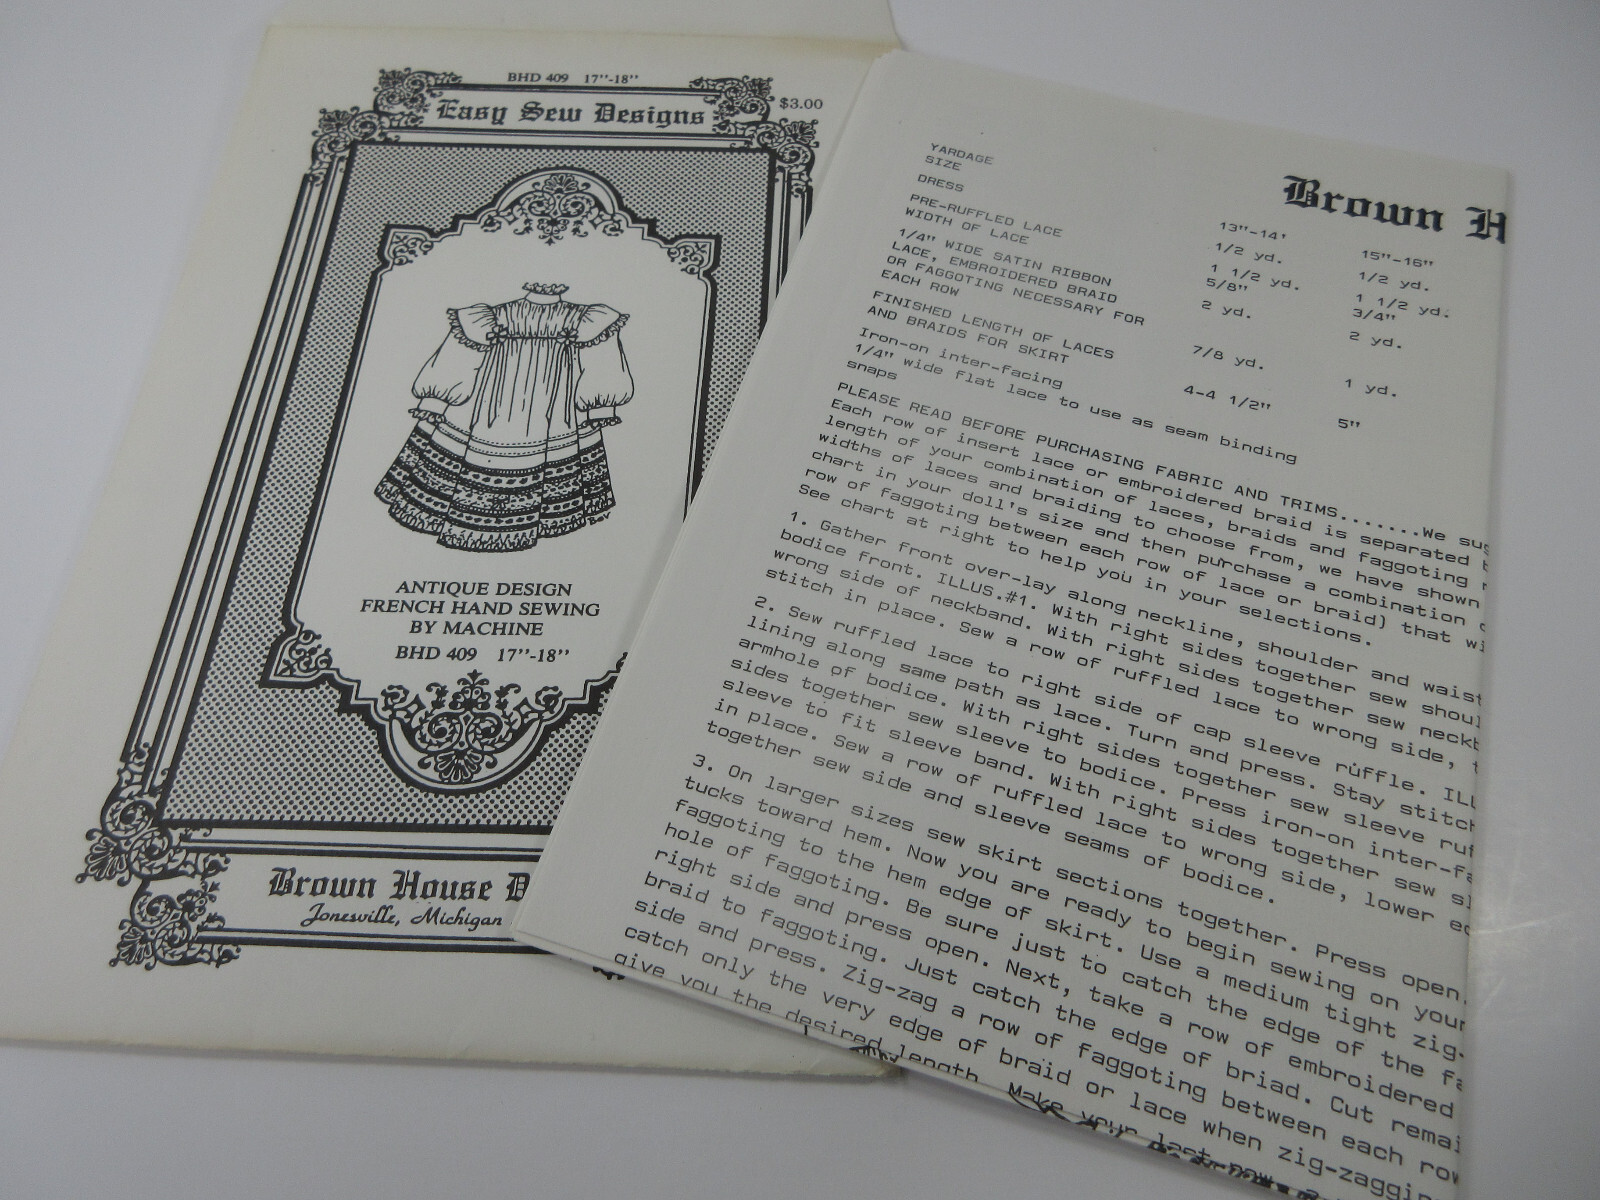 BHD 409 17"-18"
$3.00
Easy Sew Designs
Bev
ANTIQUE DESIGN
FRENCH HAND SEWING
BY MACHINE
BHD 409 17"-18"
Brown House D
Jonesville, Michigan
Brown H
YARDAGE
SIZE 13"-14' 15"-16"
DRESS 1/2 yd. 1/2 yd.
PRE-RUFFLED LACE 1 1/2 yd. 1 1/2 yd.
WIDTH OF LACE 5/8" 3/4"
1/4" WIDE SATIN RIBBON 2 yd. 2 yd.
LACE, EMBROIDERED BRAID
OR FAGGOTING NECESSARY FOR
EACH ROW 7/8 yd. 1 yd.
FINISHED LENGTH OF LACES
AND BRAIDS FOR SKIRT 4-4 1/2" 5"
Iron-on inter-facing
1/4" wide flat lace to use as seam binding
snaps
PLEASE READ BEFORE PURCHASING FABRIC AND TRIMS.......We
Each row of insert lace or embroidered braid is separated
length of your combination of laces, braids and faggoting
widths of laces and braiding to choose from, we have shown
chart in your doll's size and then purchase a combination
row of faggoting between each row of lace or braid) that
See chart at right to help you in your selections.
1. Gather front over-lay along neckline, shoulder and waist
bodice front. ILLUS.#1. With right sides together sew
wrong side of neckband. With right sides together sew
stitch in place. Sew a row of ruffled lace to wrong side,
2. Sew ruffled lace to right side of cap sleeve ruffle.
lining along same path as lace. Turn and press. Stay
armhole of bodice. With right sides together sew sleeve
sides together sew sleeve to bodice. Press iron-on
sleeve to fit sleeve band. With right sides together sew
in place. Sew a row of ruffled lace to wrong side, lower
together sew side and sleeve seams of bodice.
3. On larger sizes sew skirt sections together. Press open.
tucks toward hem. Now you are ready to begin sewing on
faggoting to the hem edge of skirt. Use a medium tight zig-
hole of faggoting. Be sure just to catch the edge of the
right side and press open. Next, take a row of embroidered
braid to faggoting. Just catch the edge of briad. Cut
side and press. Zig-zag a row of faggoting between each
catch only the very edge of braid or lace when
give you the desired length. Make your last row